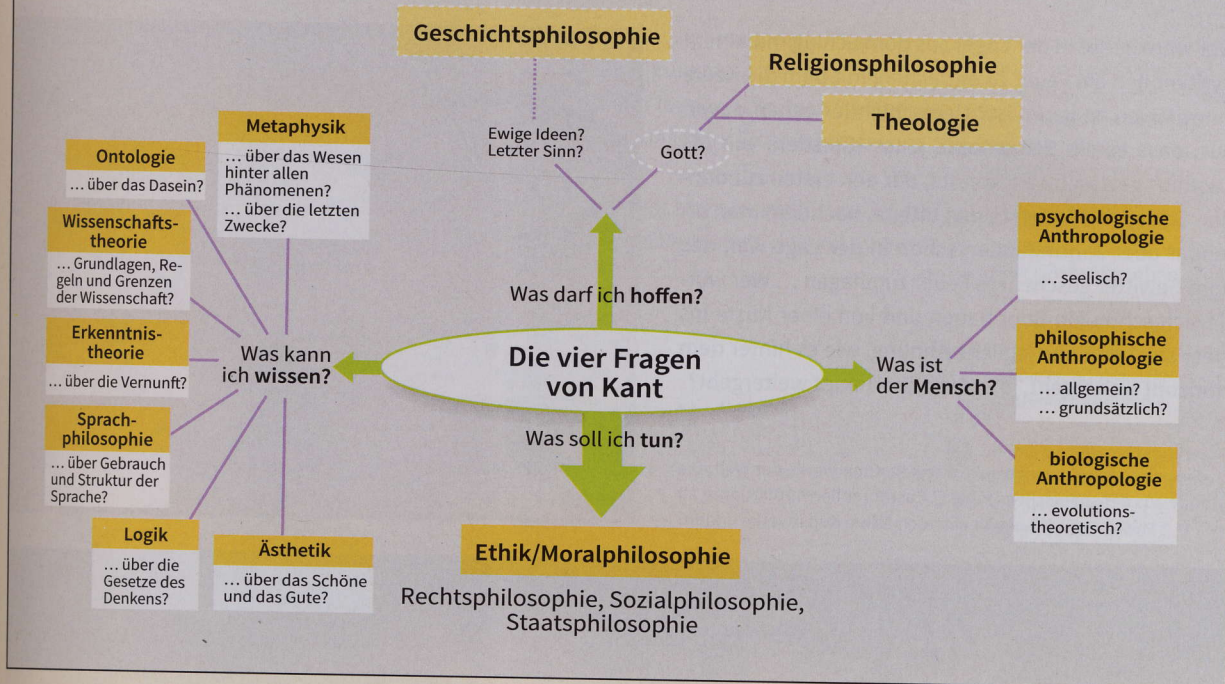 Geschichtsphilosophie
Religionsphilosophie
Theologie
Ewige Ideen?
Letzter Sinn?
Gott?
Metaphysik
… über das Wesen
hinter allen
Phänomenen?
… über die letzten
Zwecke?
Ontologie
… über das Dasein?
Wissenschafts-
theorie
… Grundlagen, Re-
geln und Grenzen
der Wissenschaft?
Erkenntnis-
theorie
… über die Vernunft?
Sprach-
philosophie
… über Gebrauch
und Struktur der
Sprache?
Logik
… über die
Gesetze des
Denkens?
Ästhetik
… über das Schöne
und das Gute?
Was kann
ich wissen?
Was darf ich hoffen?
Die vier Fragen
von Kant
Was soll ich tun?
Ethik/Moralphilosophie
Rechtsphilosophie, Sozialphilosophie,
Staatsphilosophie
Was ist
der Mensch?
psychologische
Anthropologie
… seelisch?
philosophische
Anthropologie
… allgemein?
… grundsätzlich?
biologische
Anthropologie
… evolutions-
theoretisch?